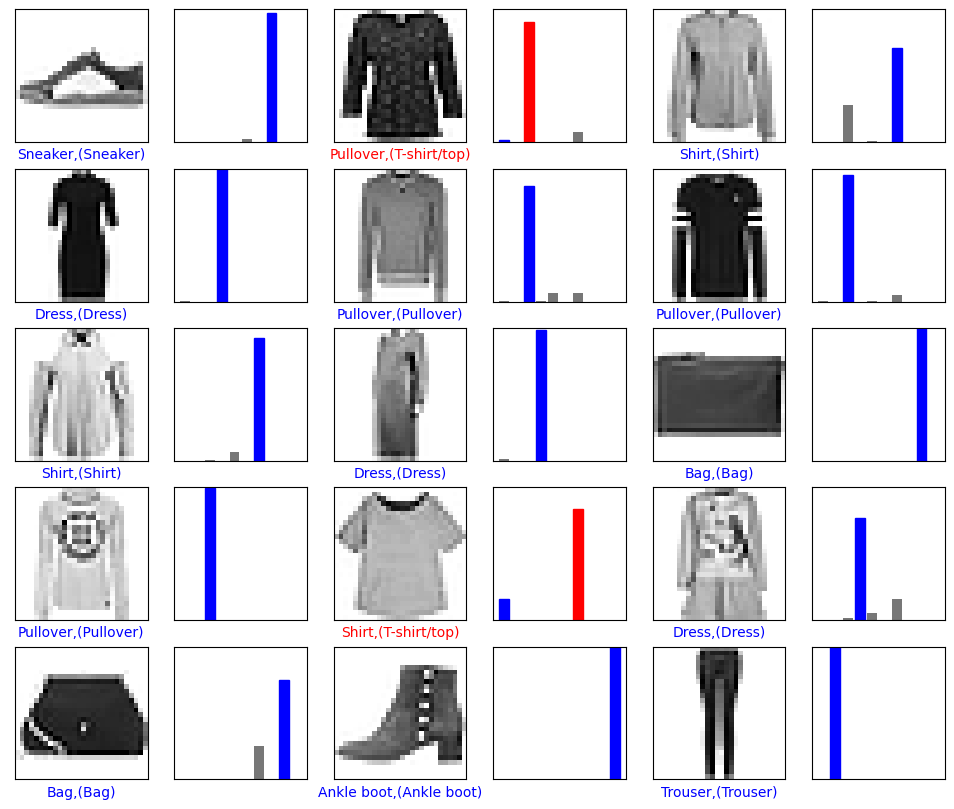 Sneaker,(Sneaker)
Pullover,(T-shirt/top)
Shirt,(Shirt)
Dress,(Dress)
Pullover,(Pullover)
Pullover,(Pullover)
Shirt,(Shirt)
Dress,(Dress)
Bag,(Bag)
Pullover,(Pullover)
Shirt,(T-shirt/top)
Dress,(Dress)
Bag,(Bag)
Ankle boot,(Ankle boot)
Trouser,(Trouser)